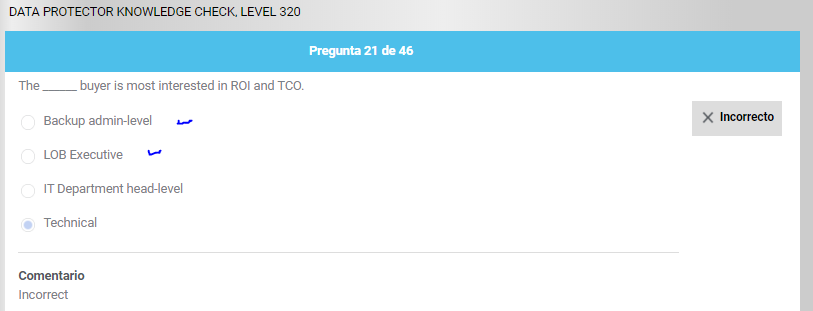 DATA PROTECTOR KNOWLEDGE CHECK, LEVEL 320
Pregunta 21 de 46
The ______ buyer is most interested in ROI and TCO.
Backup admin-level
Incorrecto
LOB Executive
IT Department head-level
Technical
Comentario
Incorrect